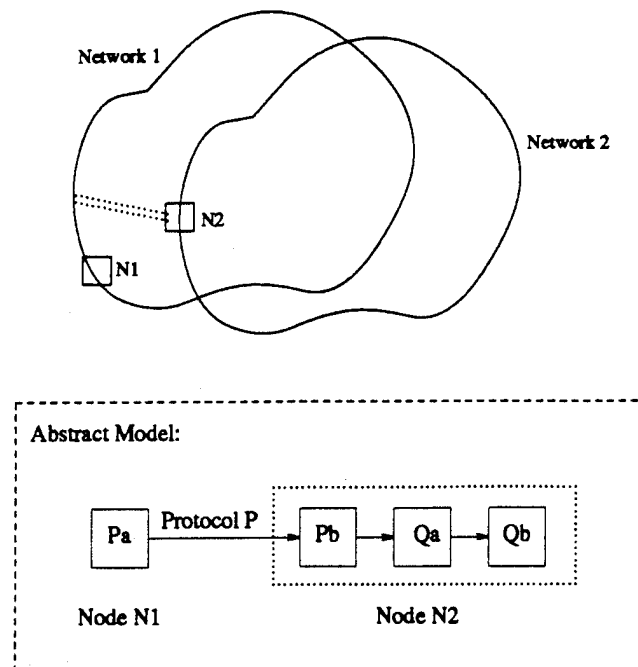 Network 1
Network 2
N2
N1
Abstract Model:
Pa
Protocol P
Pb
Qa
Qb
Node N1
Node N2